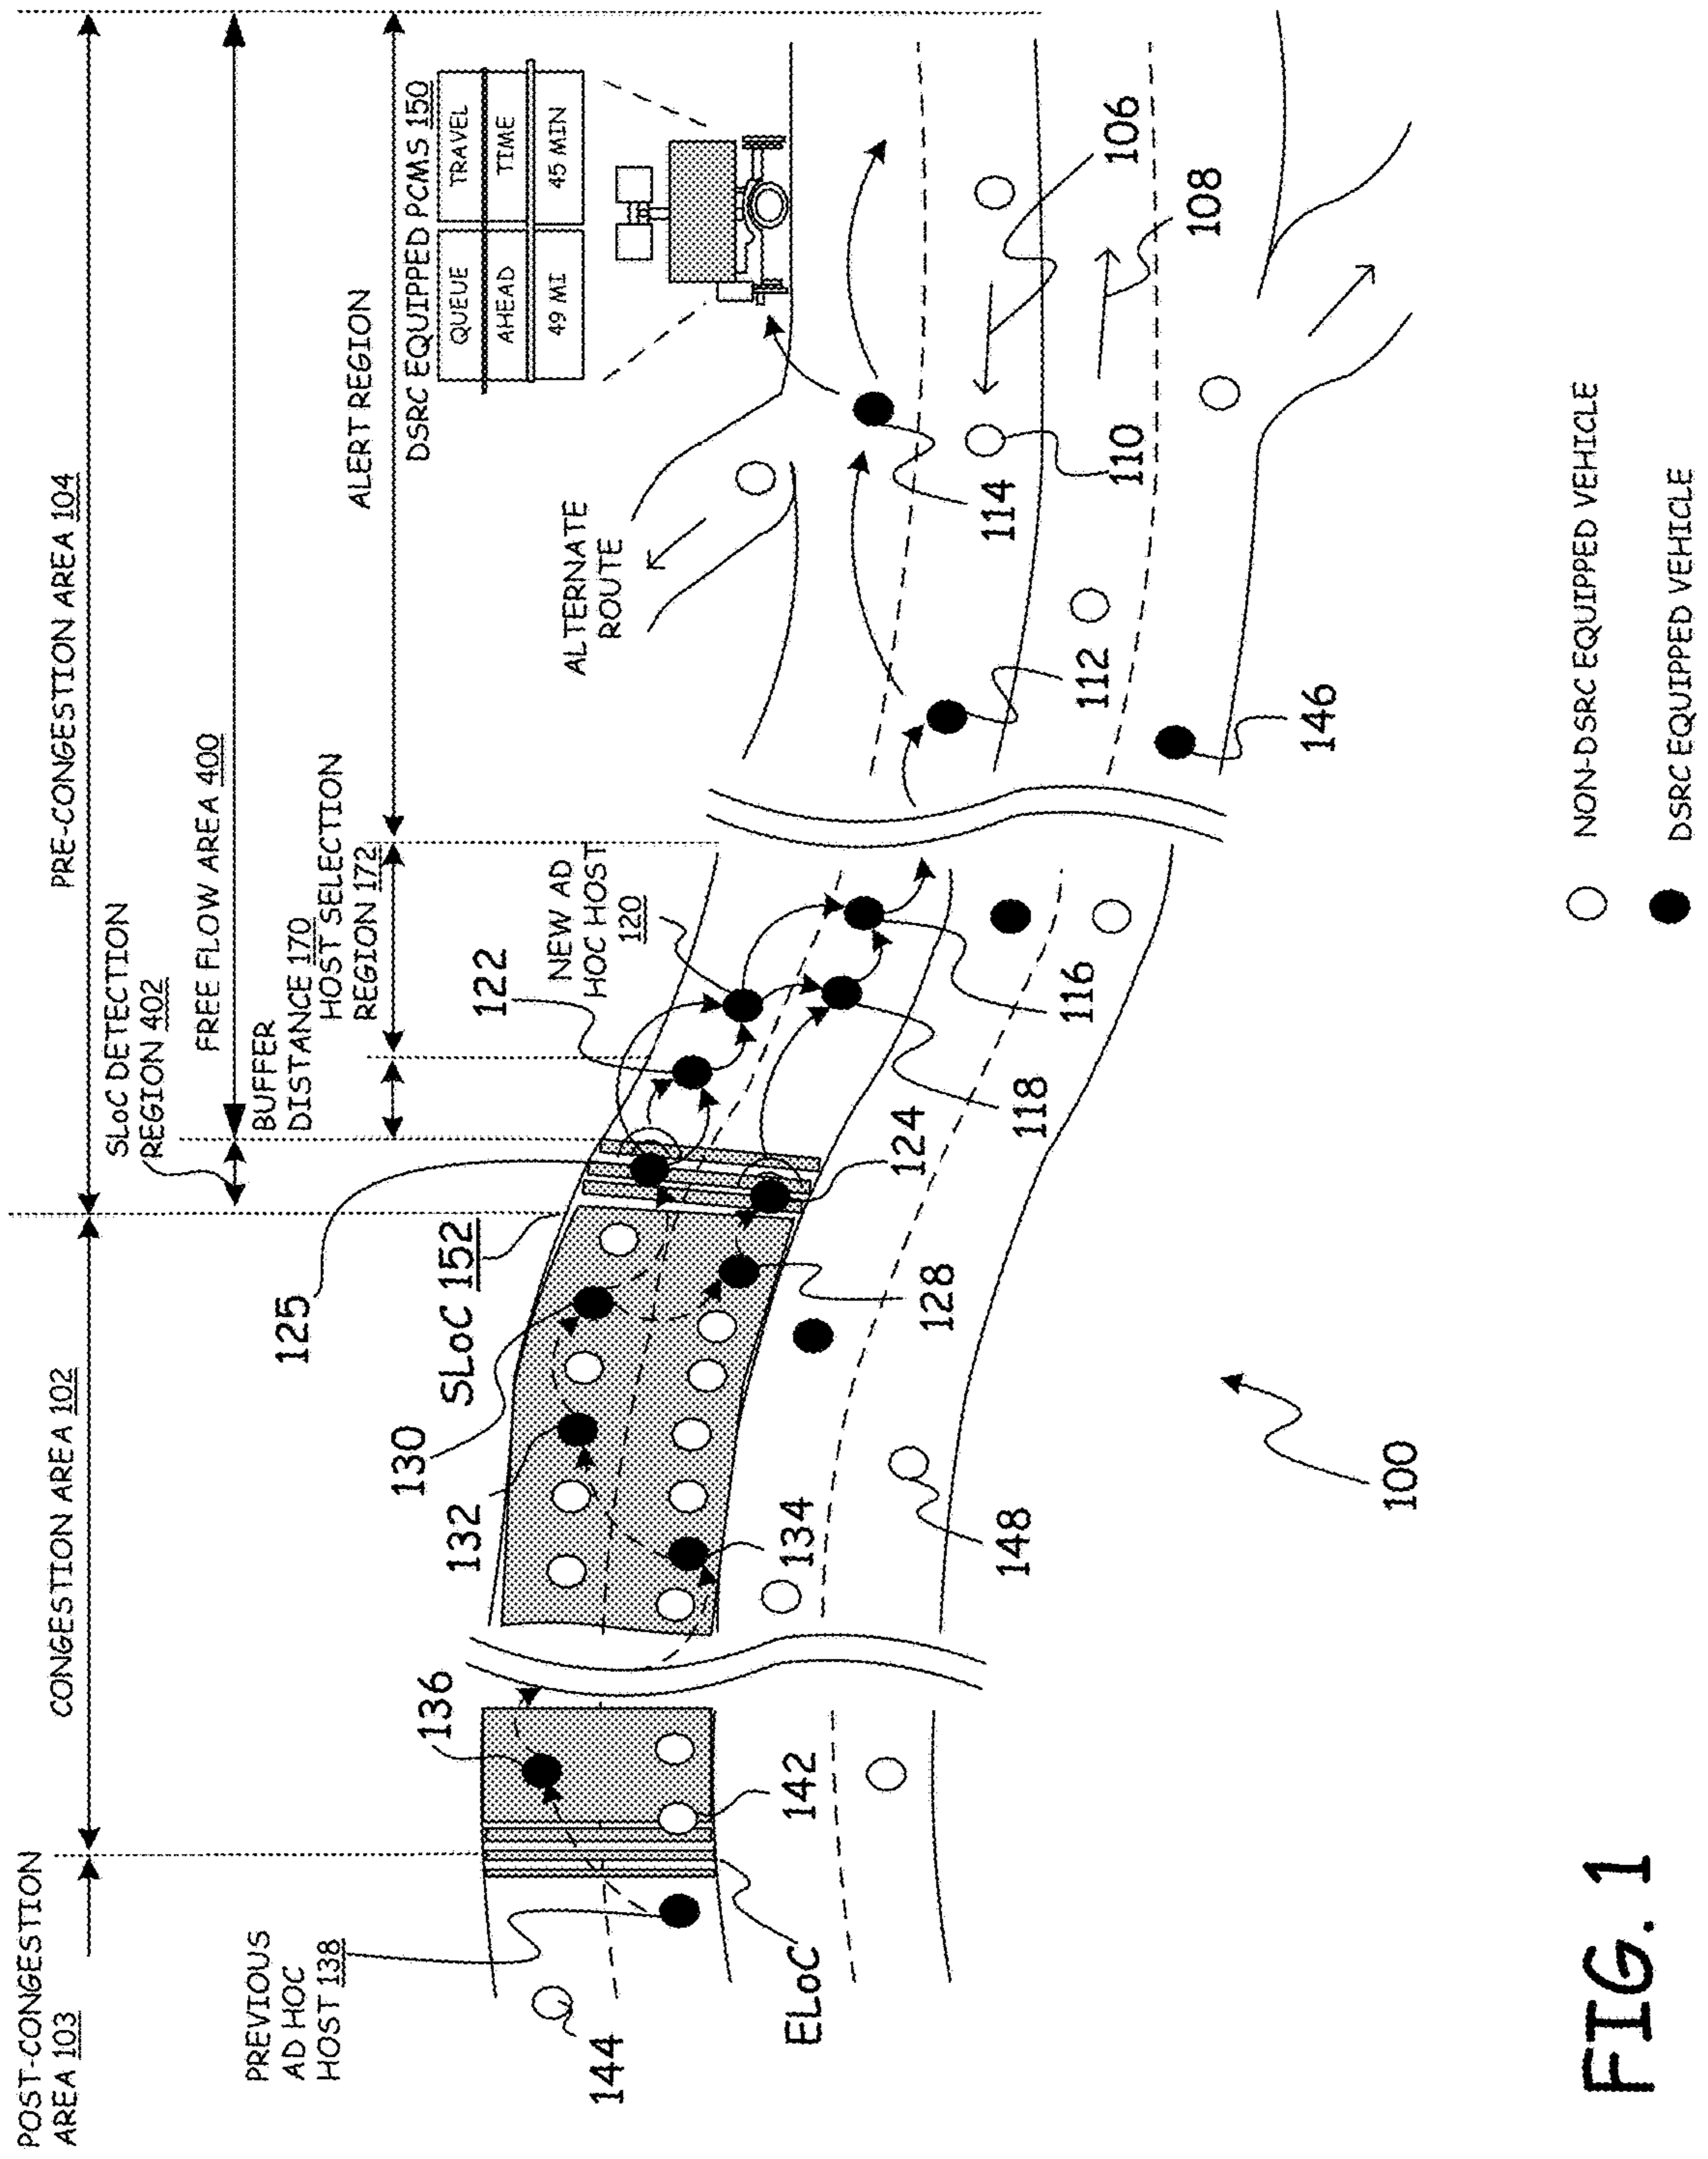 POST-CONGESTION
AREA 103
CONGESTION AREA 102
PRE-CONGESTION AREA 104
SLoC DETECTION
REGION 402
FREE FLOW AREA 400
BUFFER
DISTANCE 170
HOST SELECTION
REGION 172
ALERT REGION
DSRC EQUIPPED PCMS 150
QUEUE
AHEAD
49 MI
TRAVEL
TIME
45 MIN
PREVIOUS
AD HOC
HOST 138
136
132
130
125
SLoC 152
122
NEW AD
HOC HOST
120
ALTERNATE
ROUTE
144
ELoC
142
134
128
124
118
116
148
112
114
110
106
108
146
100
NON-DSRC EQUIPPED VEHICLE
DSRC EQUIPPED VEHICLE
FIG. 1